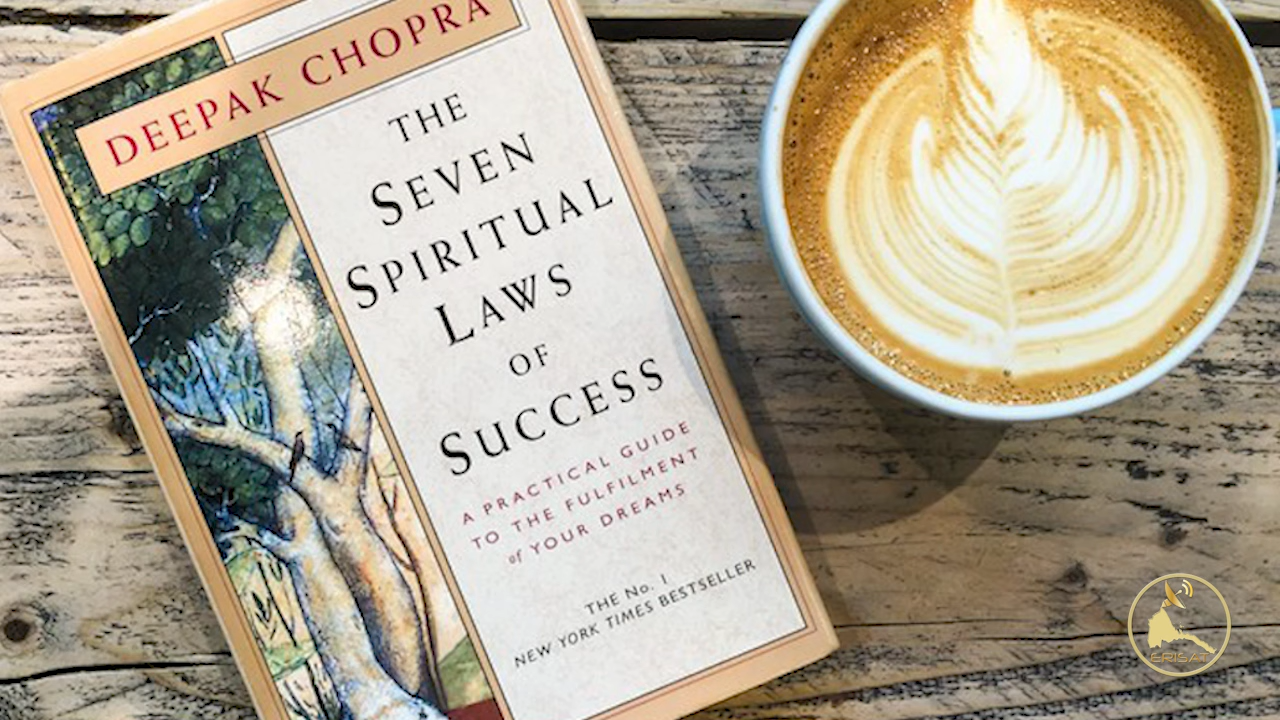 DEEPAK CHOPRA
THE
SEVEN
SPIRITUAL
LAWS
OF
SUCCESS
A PRACTICAL GUIDE
TO THE FULFILMENT
of YOUR DREAMS
THE No. 1
NEW YORK TIMES BESTSELLER
ERISAT